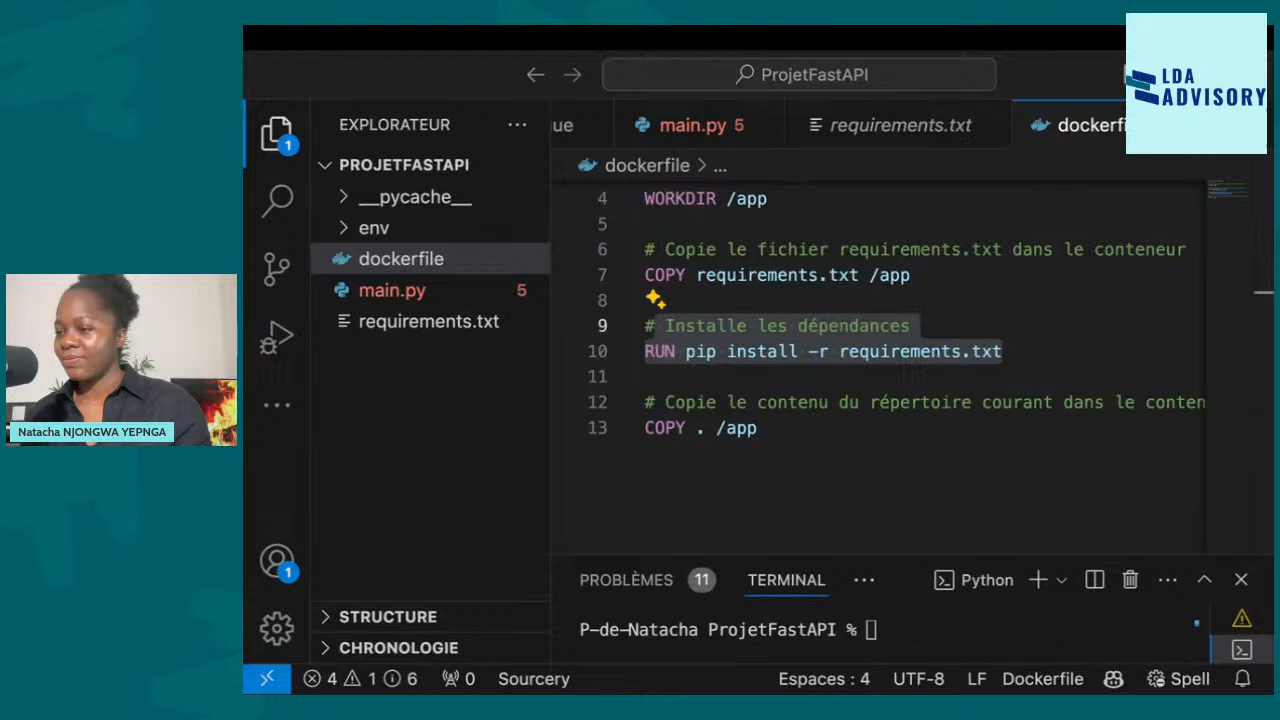 ProjetFastAPI
LDA
ADVISORY
EXPLORATEUR
ue
main.py 5
requirements.txt
dockerfi
1
PROJETFASTAPI
dockerfile > ...
__pycache__
env
dockerfile
main.py 5
requirements.txt
4 WORKDIR /app
5
6 # Copie le fichier requirements.txt dans le conteneur
7 COPY requirements.txt /app
8
9 # Installe les dépendances
10 RUN pip install -r requirements.txt
11
12 # Copie le contenu du répertoire courant dans le conten
13 COPY . /app
Natacha NJONGWA YEPNGA
1
STRUCTURE
CHRONOLOGIE
PROBLÈMES 11 TERMINAL ... Python
P-de-Natacha ProjetFastAPI %
4 1 6 0 Sourcery Espaces : 4 UTF-8 LF Dockerfile Spell